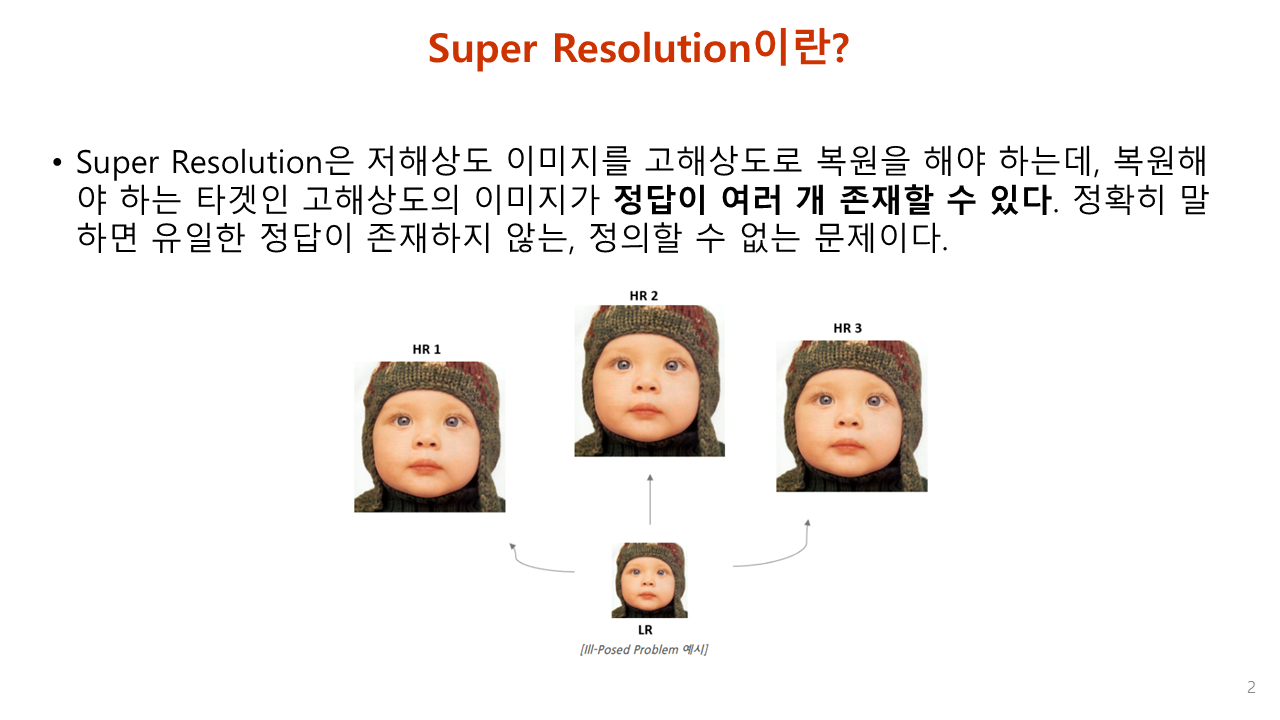 Super Resolution이란?
• Super Resolution은 저해상도 이미지를 고해상도로 복원을 해야 하는데, 복원해
야 하는 타겟인 고해상도의 이미지가 정답이 여러 개 존재할 수 있다. 정확히 말
하면 유일한 정답이 존재하지 않는, 정의할 수 없는 문제이다.
HR 2
HR 3
HR 1
LR
[Ill-Posed Problem 예시]
2